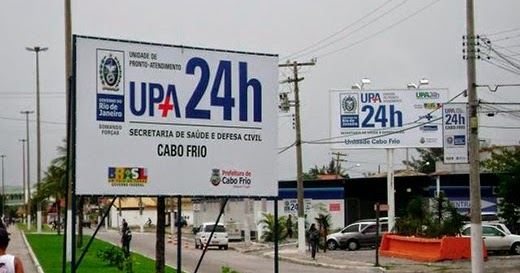 UNIDADE DE
PRONTO-ATENDIMENTO
UPA 24h
GOVERNO DO
Rio de Janeiro
SOMANDO FORÇAS
SECRETARIA DE SAÚDE E DEFESA CIVIL
CABO FRIO
BRASIL
GOVERNO FEDERAL
Prefeitura de
Cabo Frio
UPA 24h
Unidade Cabo Frio
24h